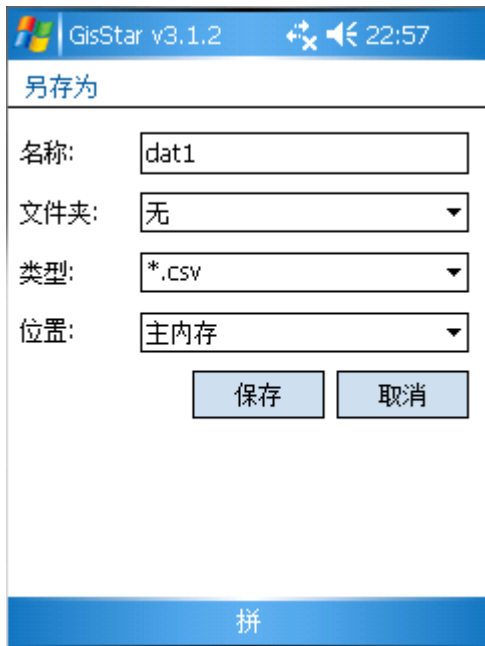 GisStar v3.1.2 22:57
另存为
名称: dat1
文件夹: 无
类型: *.csv
位置: 主内存
保存 取消
拼